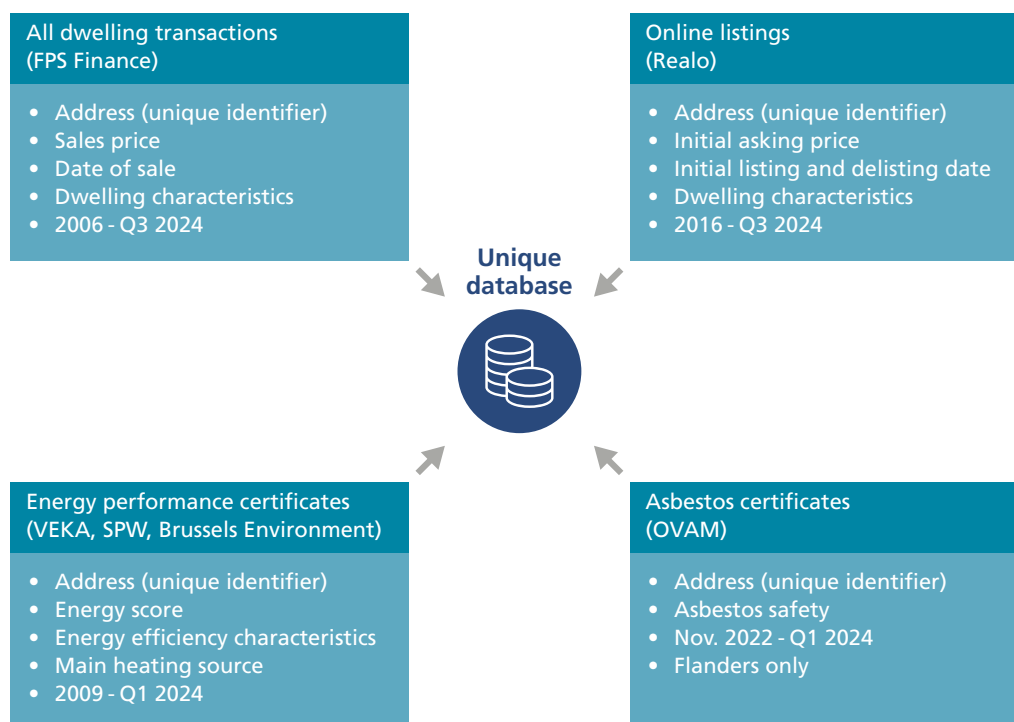 All dwelling transactions
(FPS Finance)
• Address (unique identifier)
• Sales price
• Date of sale
• Dwelling characteristics
• 2006 - Q3 2024
Online listings
(Realo)
• Address (unique identifier)
• Initial asking price
• Initial listing and delisting date
• Dwelling characteristics
• 2016 - Q3 2024
Unique
database
Energy performance certificates
(VEKA, SPW, Brussels Environment)
• Address (unique identifier)
• Energy score
• Energy efficiency characteristics
• Main heating source
• 2009 - Q1 2024
Asbestos certificates
(OVAM)
• Address (unique identifier)
• Asbestos safety
• Nov. 2022 - Q1 2024
• Flanders only